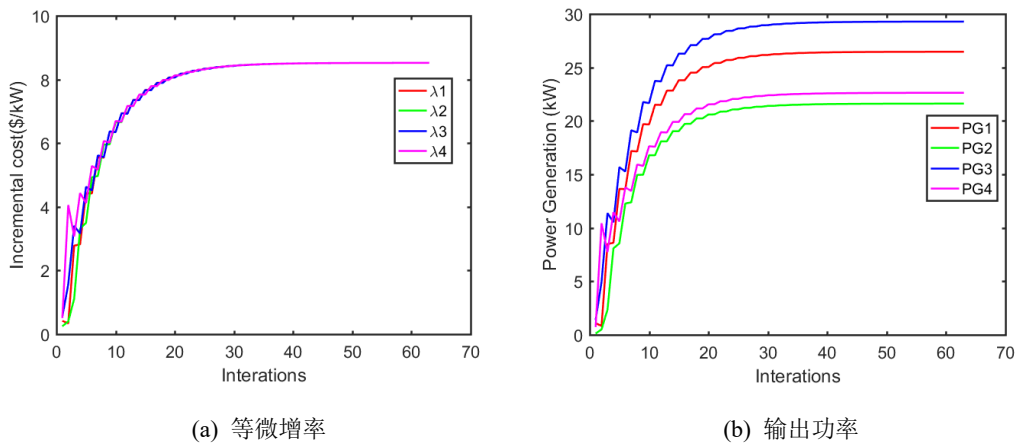 10
8
6
4
2
0
0 10 20 30 40 50 60 70
Incremental cost($/kW)
Interations
λ1
λ2
λ3
λ4
(a) 等微增率
30
25
20
15
10
5
0
0 10 20 30 40 50 60 70
Power Generation (kW)
Interations
PG1
PG2
PG3
PG4
(b) 输出功率